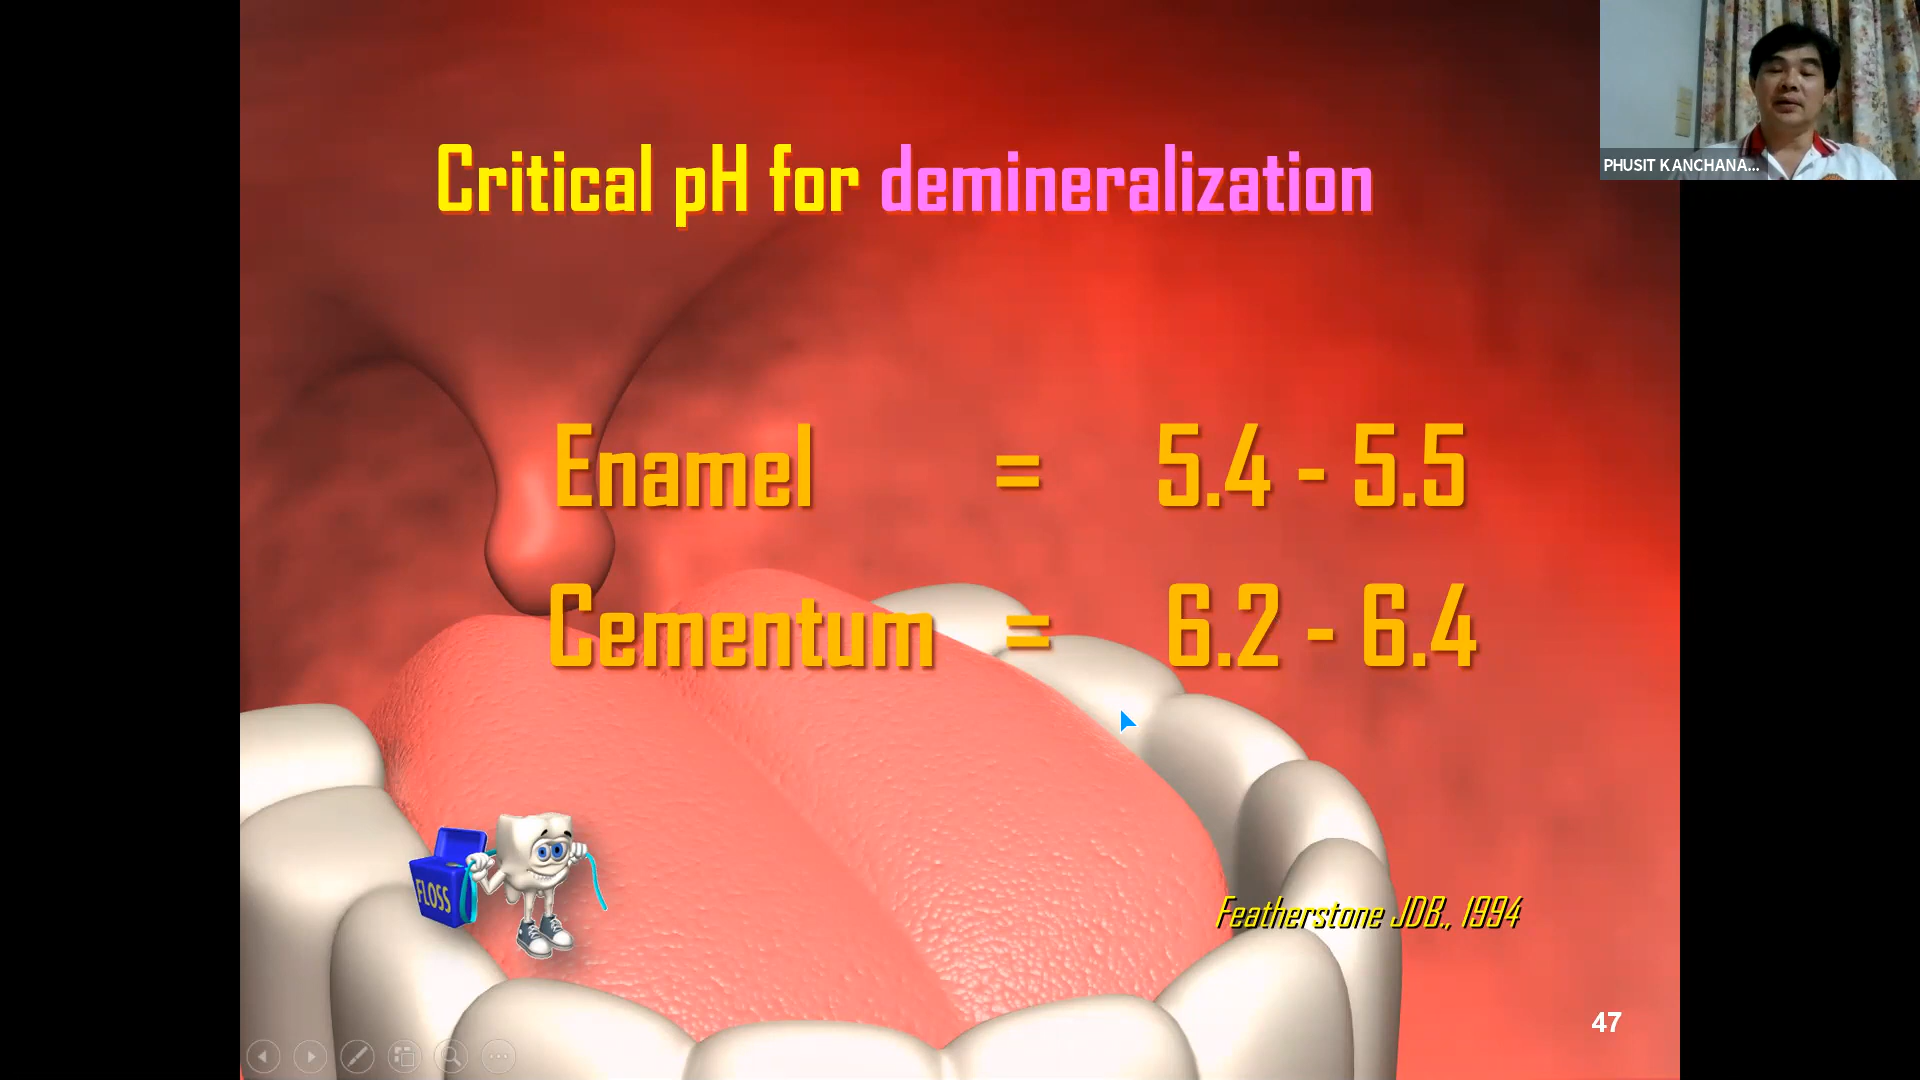 PHUSIT KANCHANA...
Critical pH for demineralization
Enamel = 5.4 - 5.5
Cementum = 6.2 - 6.4
FLOSS
Featherstone JDB., 1994
47